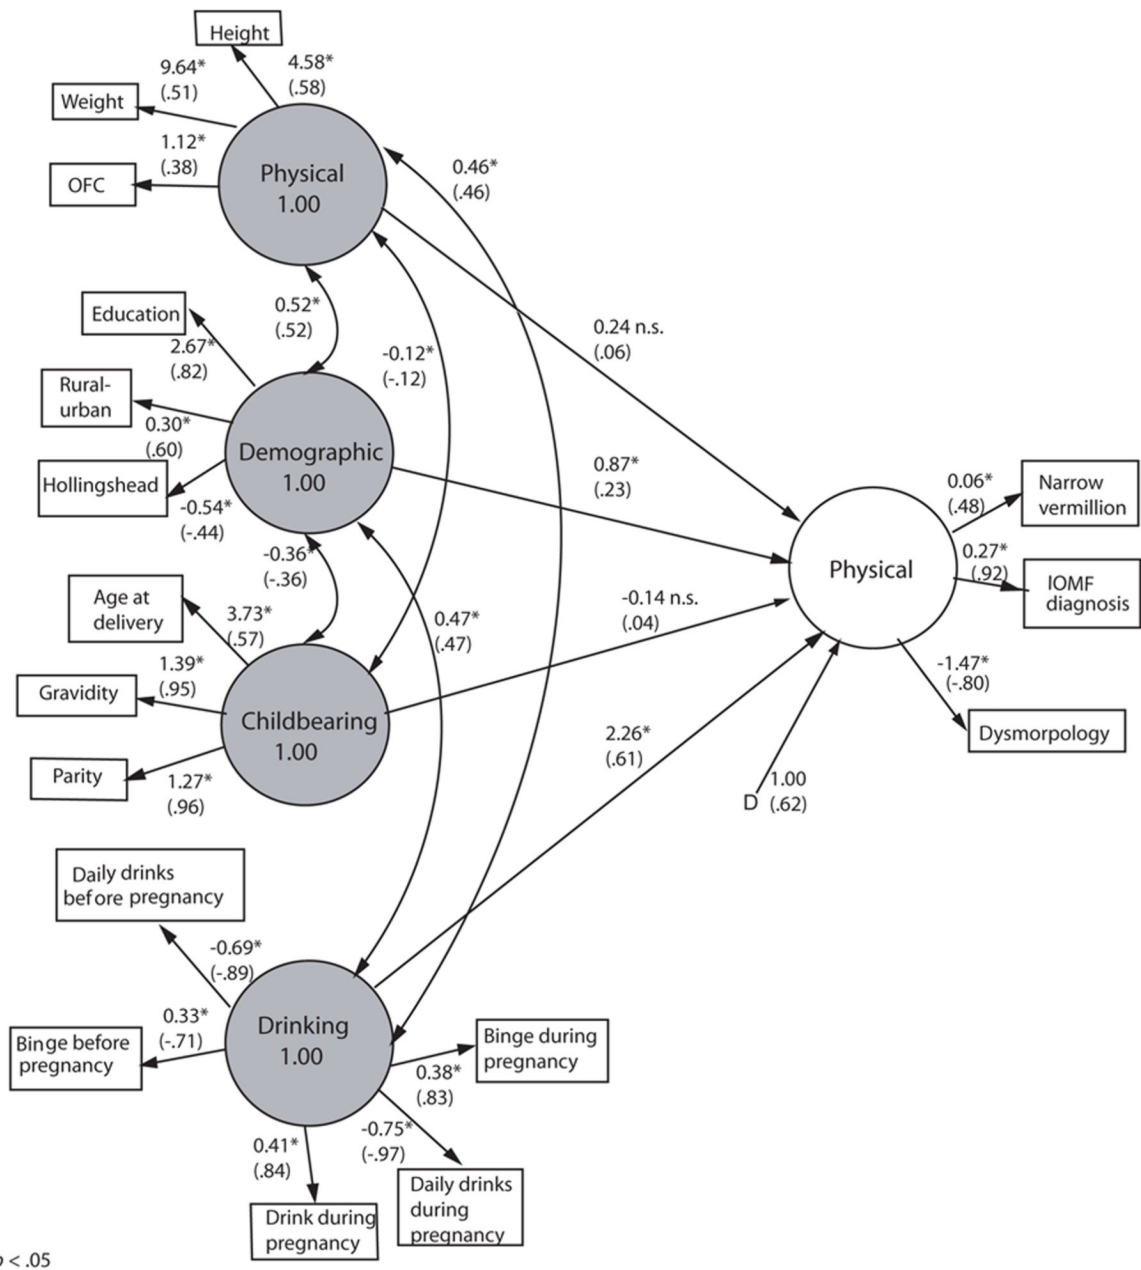 Height
9.64*
(.51)
4.58*
(.58)
Weight
1.12*
(.38)
OFC
Physical
1.00
0.46*
(.46)
Education
2.67*
(.82)
0.52*
(.52)
-0.12*
(-.12)
0.24 n.s.
(.06)
Rural-
urban
0.30*
(.60)
Demographic
1.00
Hollingshead
-0.54*
(-.44)
0.87*
(.23)
-0.36*
(-.36)
Physical
0.06*
(.48)
Narrow
vermillion
0.27*
(.92)
IOMF
diagnosis
-1.47*
(-.80)
Dysmorpology
Age at
delivery
3.73*
(.57)
0.47*
(.47)
-0.14 n.s.
(.04)
1.39*
(.95)
Gravidity
Childbearing
1.00
Parity
1.27*
(.96)
2.26*
(.61)
1.00
D (.62)
Daily drinks
before pregnancy
-0.69*
(-.89)
0.33*
(-.71)
Binge before
pregnancy
Drinking
1.00
Binge during
pregnancy
0.38*
(.83)
0.41*
(.84)
-0.75*
(-.97)
Daily drinks
during
pregnancy
Drink during
pregnancy
< .05